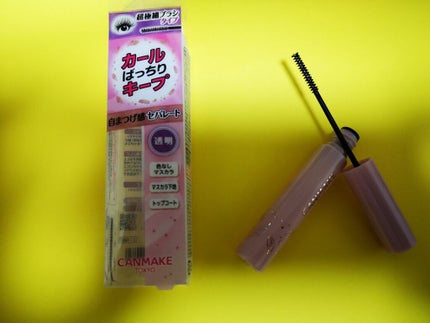 超極細ブラシ
タイプ
カール
ぱっちり
キープ
自まつげ感・セパレート
透明
色なし
マスカラ
マスカラ下地
トップコート
CANMAKE
TOKYO